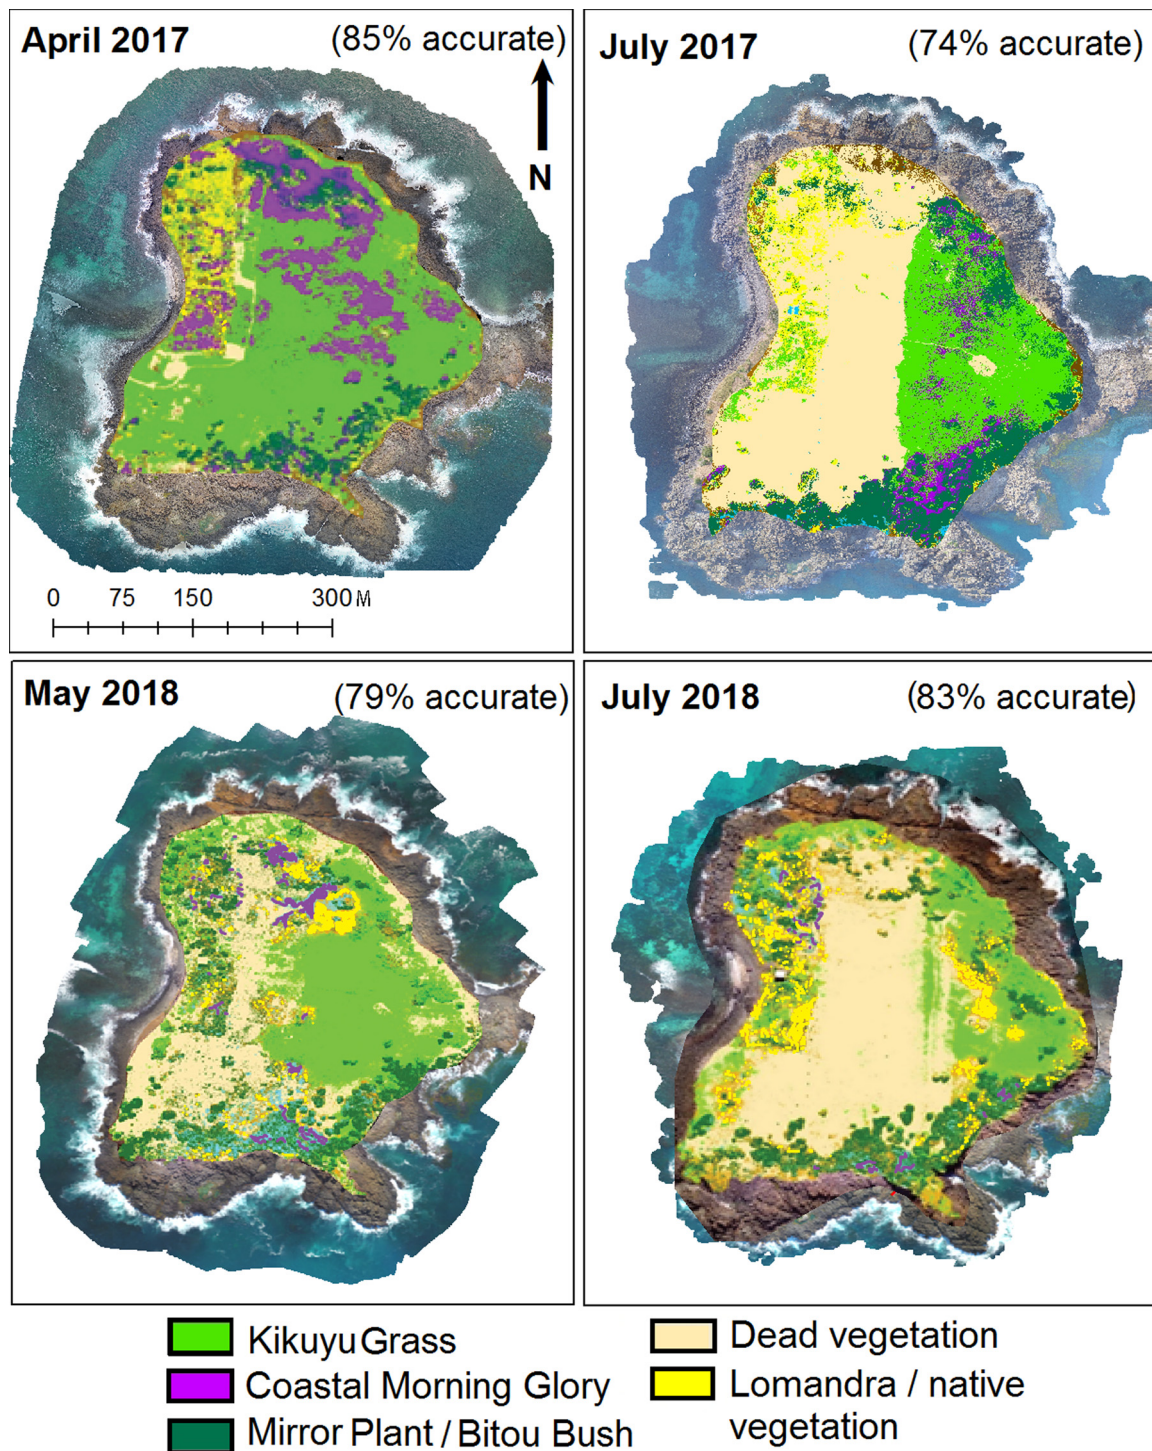 April 2017 (85% accurate)
N
0 75 150 300 M
July 2017 (74% accurate)
May 2018 (79% accurate)
July 2018 (83% accurate)
Kikuyu Grass
Coastal Morning Glory
Mirror Plant / Bitou Bush
Dead vegetation
Lomandra / native
vegetation